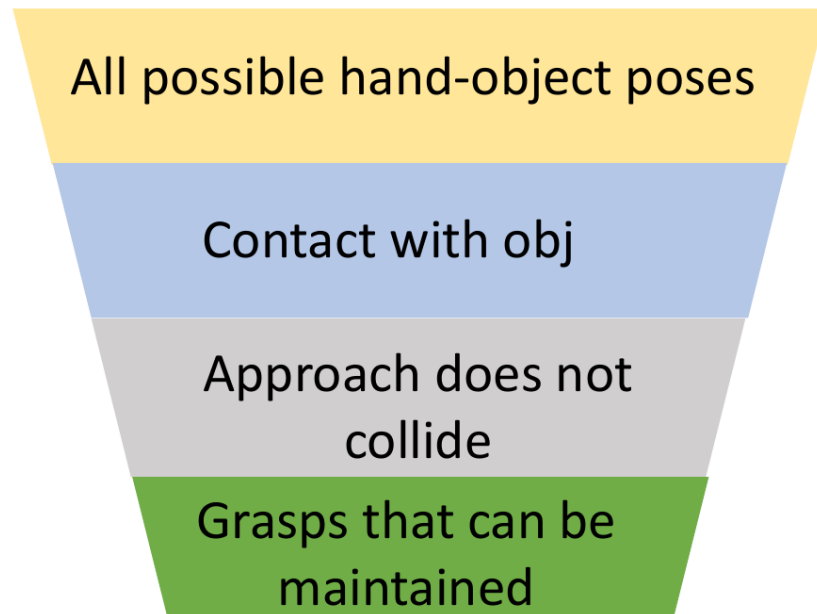 All possible hand-object poses
Contact with obj
Approach does not
collide
Grasps that can be
maintained